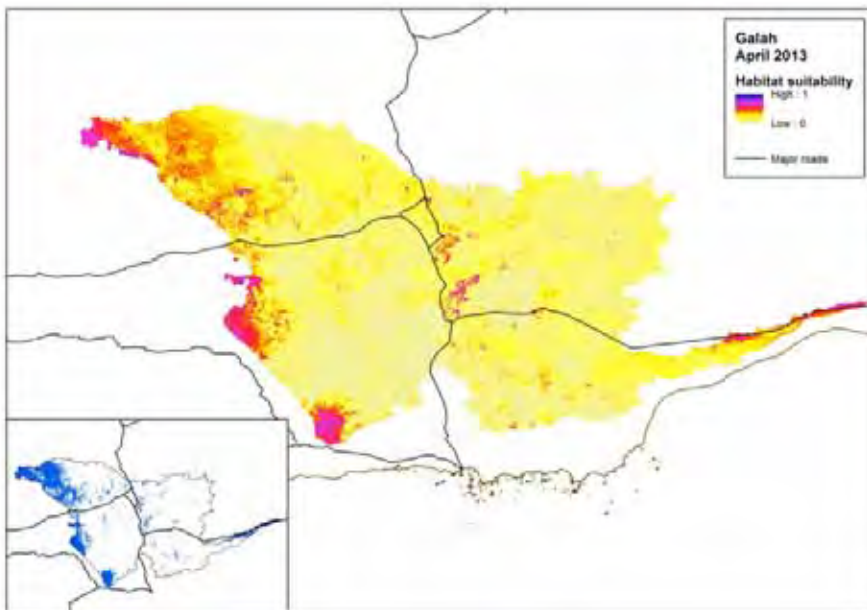 Galah
April 2013
Habitat suitability
High : 1
Low : 0
Major roads